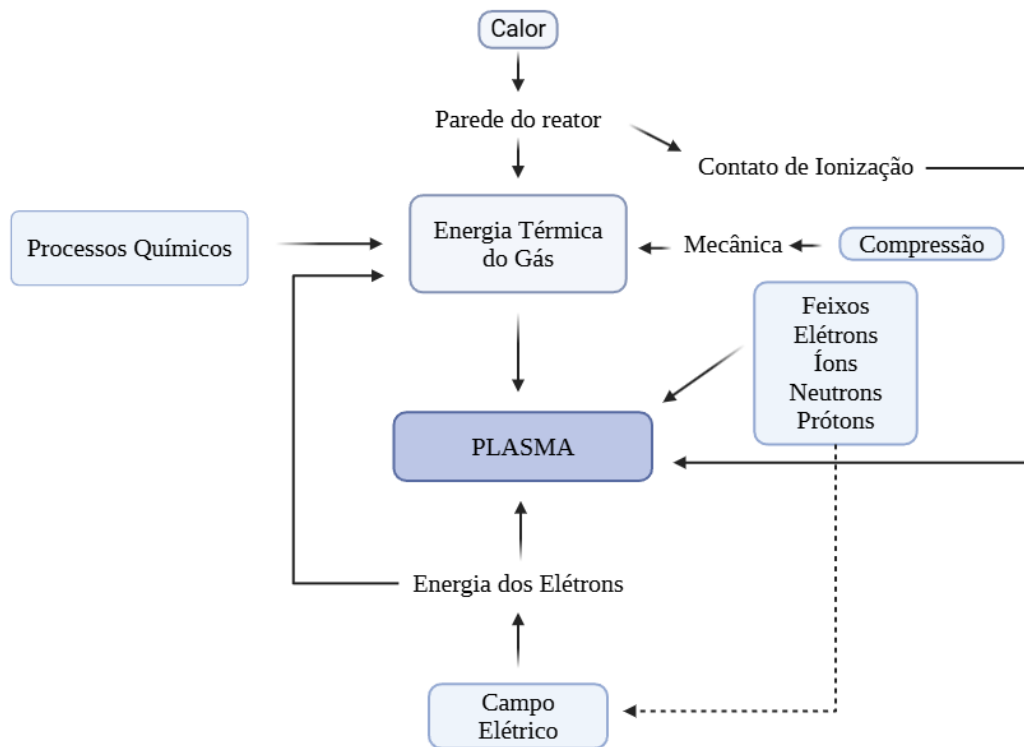 Calor
Parede do reator
Contato de Ionização
Processos Químicos
Energia Térmica
do Gás
Mecânica
Compressão
Feixos
Elétrons
Íons
Neutrons
Prótons
PLASMA
Energia dos Elétrons
Campo
Elétrico